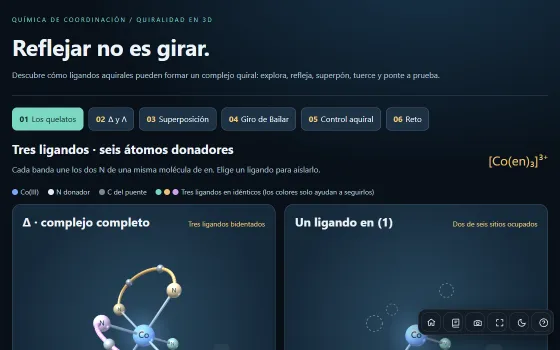 QUÍMICA DE COORDINACIÓN / QUIRALIDAD EN 3D
Reflejar no es girar.
Descubre cómo ligandos aquirales pueden formar un complejo quiral: explora, refleja, superpón, tuerce y ponte a prueba.
01 Los quelatos
02 Δ y Λ
03 Superposición
04 Giro de Bailar
05 Control aquiral
06 Reto
Tres ligandos · seis átomos donadores
Cada banda une los dos N de una misma molécula de en. Elige un ligando para aislarlo.
[Co(en)₃]³⁺
Co(III) N donador C del puente Tres ligandos en idénticos (los colores solo ayudan a seguirlos)
Δ · complejo completo
Tres ligandos bidentados
Un ligando en (1)
Dos de seis sitios ocupados
N
N
N
N
Co
N
Co